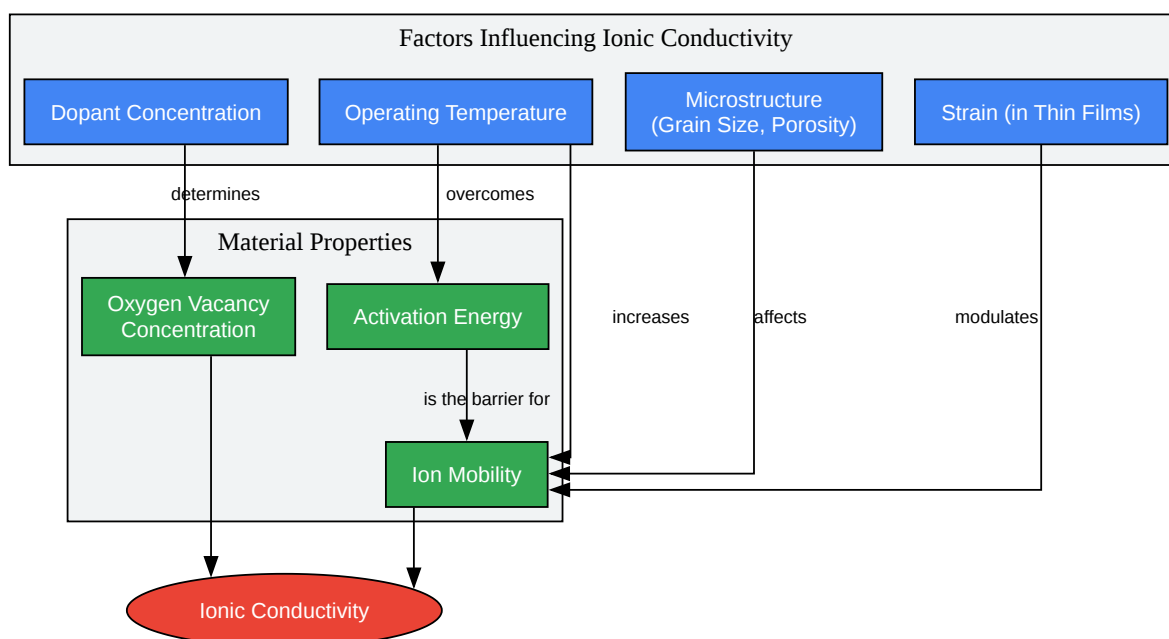 Factors Influencing Ionic Conductivity
Dopant Concentration
Operating Temperature
Microstructure
(Grain Size, Porosity)
Strain (in Thin Films)
determines
overcomes
Material Properties
Oxygen Vacancy
Concentration
Activation Energy
increases
affects
modulates
is the barrier for
Ion Mobility
Ionic Conductivity